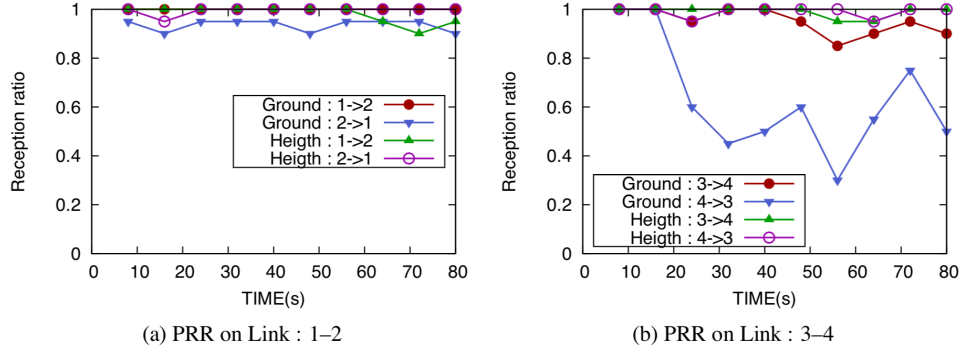 1
0.8
0.6
0.4
0.2
0
Reception ratio
Ground : 1->2
Ground : 2->1
Heigth : 1->2
Heigth : 2->1
0 10 20 30 40 50 60 70 80
TIME(s)
(a) PRR on Link : 1–2
1
0.8
0.6
0.4
0.2
0
Reception ratio
Ground : 3->4
Ground : 4->3
Heigth : 3->4
Heigth : 4->3
0 10 20 30 40 50 60 70 80
TIME(s)
(b) PRR on Link : 3–4